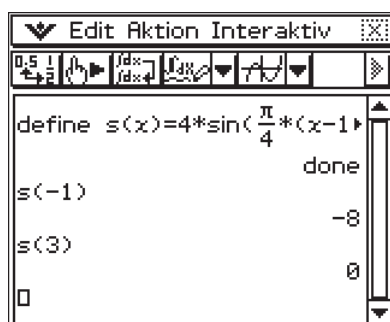 Edit Aktion Interaktiv
define s(x)=4*sin(π/4*(x-1
done
s(-1)
-8
s(3)
0